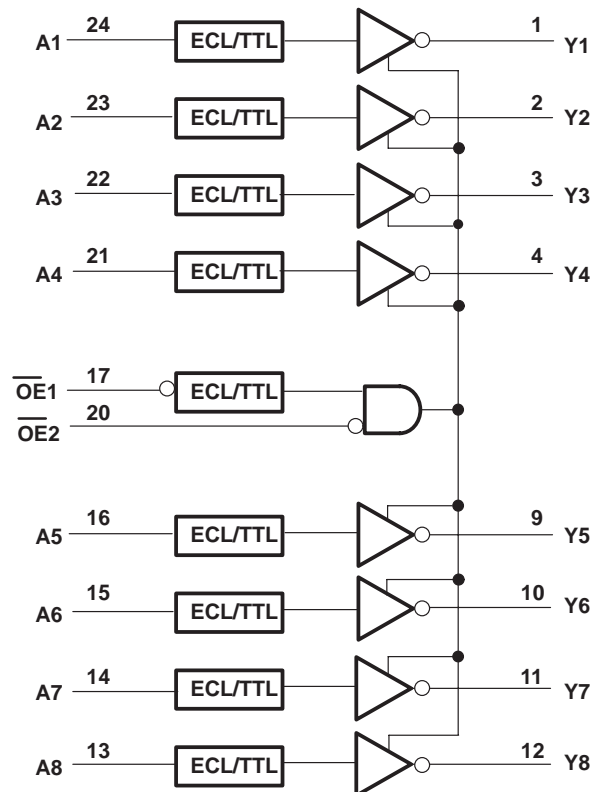 A1 24 ECL/TTL 1 Y1
A2 23 ECL/TTL 2 Y2
A3 22 ECL/TTL 3 Y3
A4 21 ECL/TTL 4 Y4
O̅E̅1 17 ECL/TTL
O̅E̅2 20
A5 16 ECL/TTL 9 Y5
A6 15 ECL/TTL 10 Y6
A7 14 ECL/TTL 11 Y7
A8 13 ECL/TTL 12 Y8